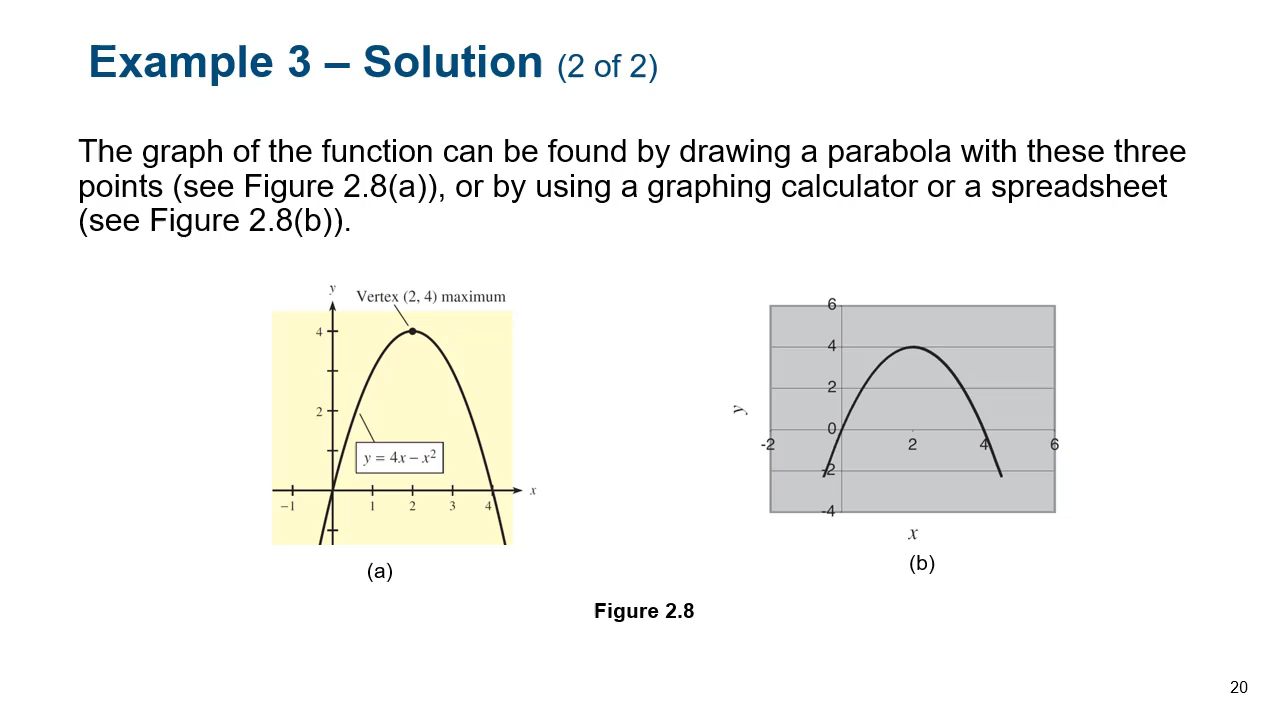 Example 3 – Solution (2 of 2)
The graph of the function can be found by drawing a parabola with these three
points (see Figure 2.8(a)), or by using a graphing calculator or a spreadsheet
(see Figure 2.8(b)).
y
Vertex (2, 4) maximum
4
2
y = 4x – x²
–1 1 2 3 4 x
(a)
6
4
2
0
-2 2 4 6
-2
-4
y
x
(b)
Figure 2.8
20